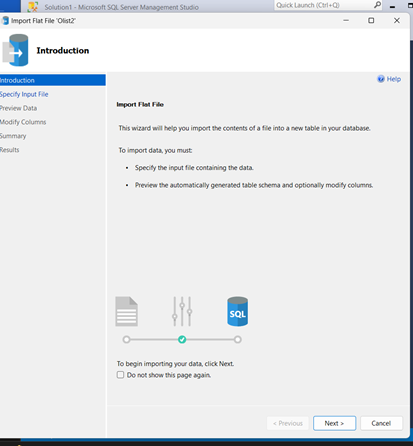 Solution1 - Microsoft SQL Server Management Studio
Quick Launch (Ctrl+Q)
Import Flat File 'Olist2'
Introduction
Introduction
Help
Specify Input File
Preview Data
Modify Columns
Summary
Results
Import Flat File
This wizard will help you import the contents of a file into a new table in your database.
To import data, you must:
• Specify the input file containing the data.
• Preview the automatically generated table schema and optionally modify columns.
SQL
To begin importing your data, click Next.
Do not show this page again.
< Previous
Next >
Cancel